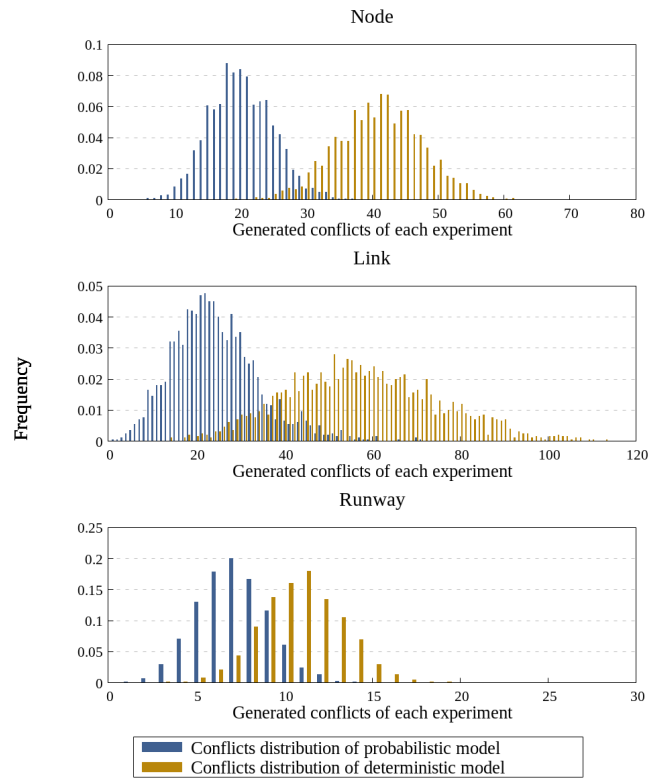 Node
0.1
0.08
0.06
0.04
0.02
0
0 10 20 30 40 50 60 70 80
Generated conflicts of each experiment
Link
0.05
0.04
0.03
0.02
0.01
0
0 20 40 60 80 100 120
Generated conflicts of each experiment
Frequency
Runway
0.25
0.2
0.15
0.1
0.05
0
0 5 10 15 20 25 30
Generated conflicts of each experiment
Conflicts distribution of probabilistic model
Conflicts distribution of deterministic model